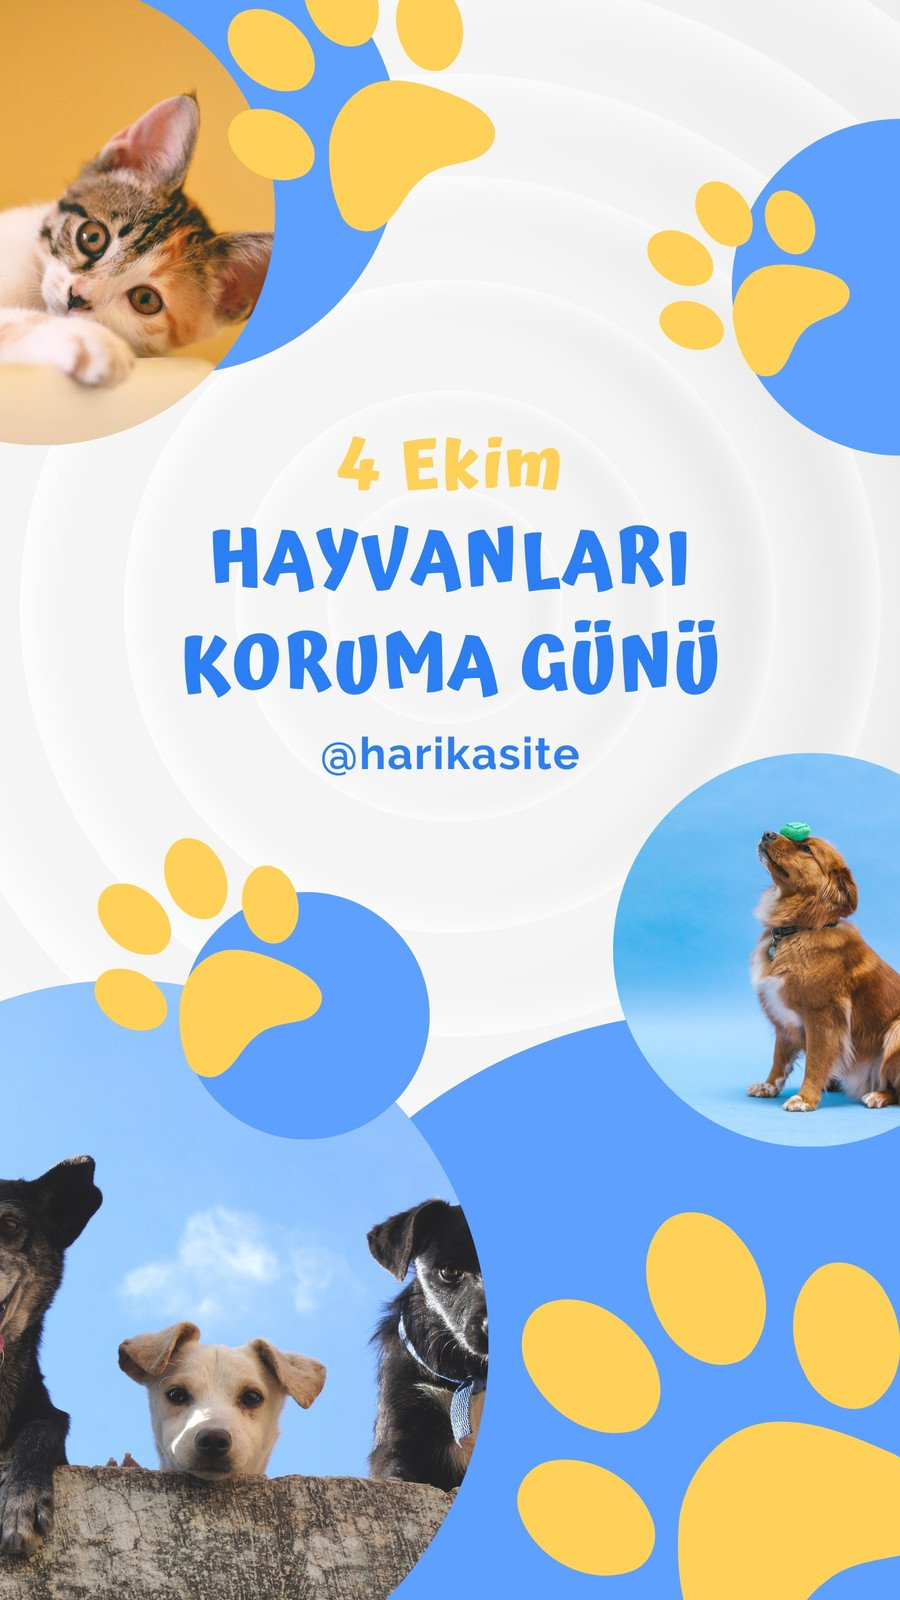 4 Ekim
HAYVANLARI
KORUMA GÜNÜ
@harikasite